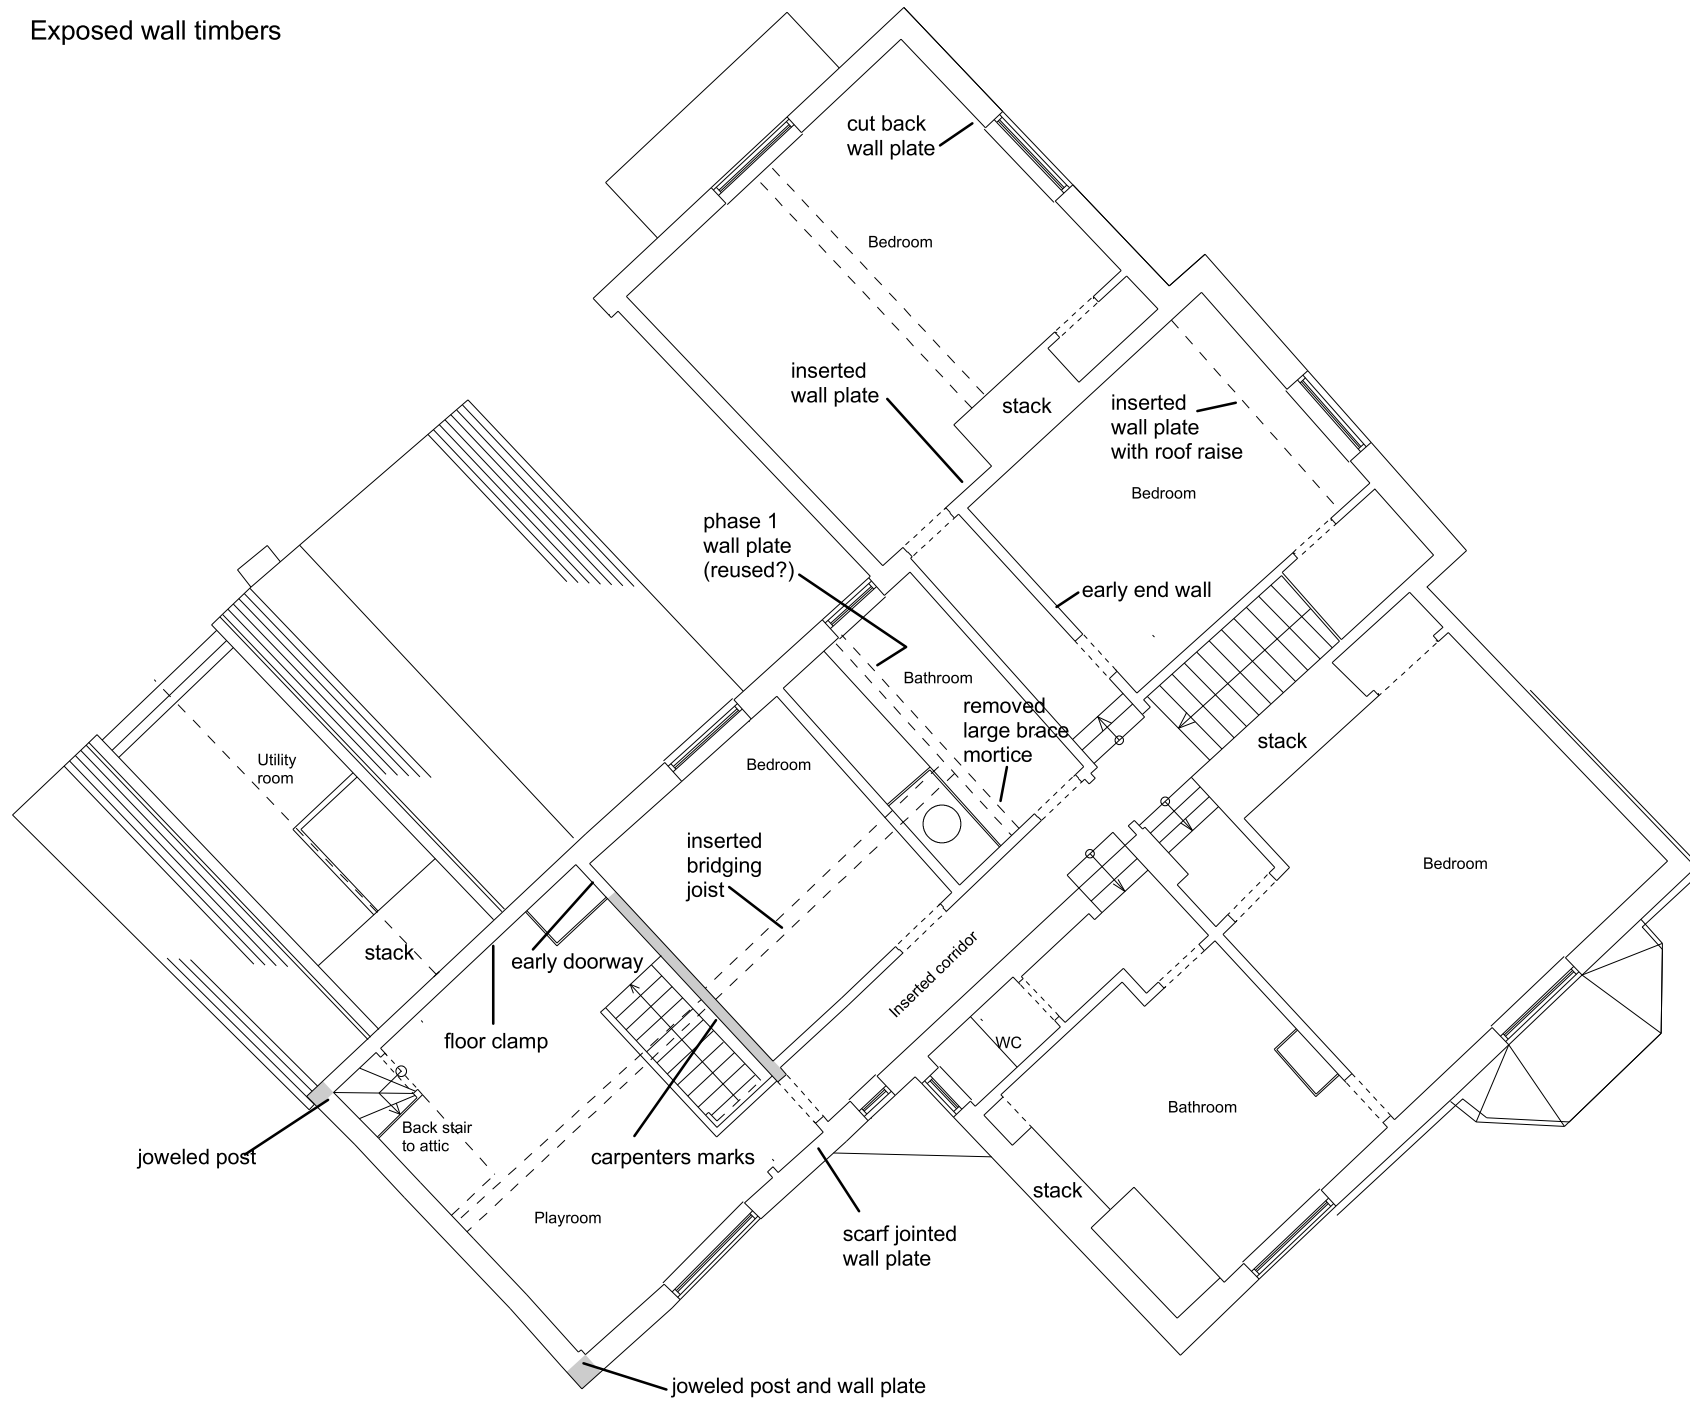 Exposed wall timbers
cut back
wall plate
Bedroom
inserted
wall plate
stack
inserted
wall plate
with roof raise
Bedroom
phase 1
wall plate
(reused?)
early end wall
Bathroom
removed
large brace
mortice
stack
Utility
room
Bedroom
inserted
bridging
joist
Bedroom
stack
early doorway
Inserted corridor
floor clamp
WC
Back stair
to attic
joweled post
carpenters marks
Bathroom
stack
Playroom
scarf jointed
wall plate
joweled post and wall plate